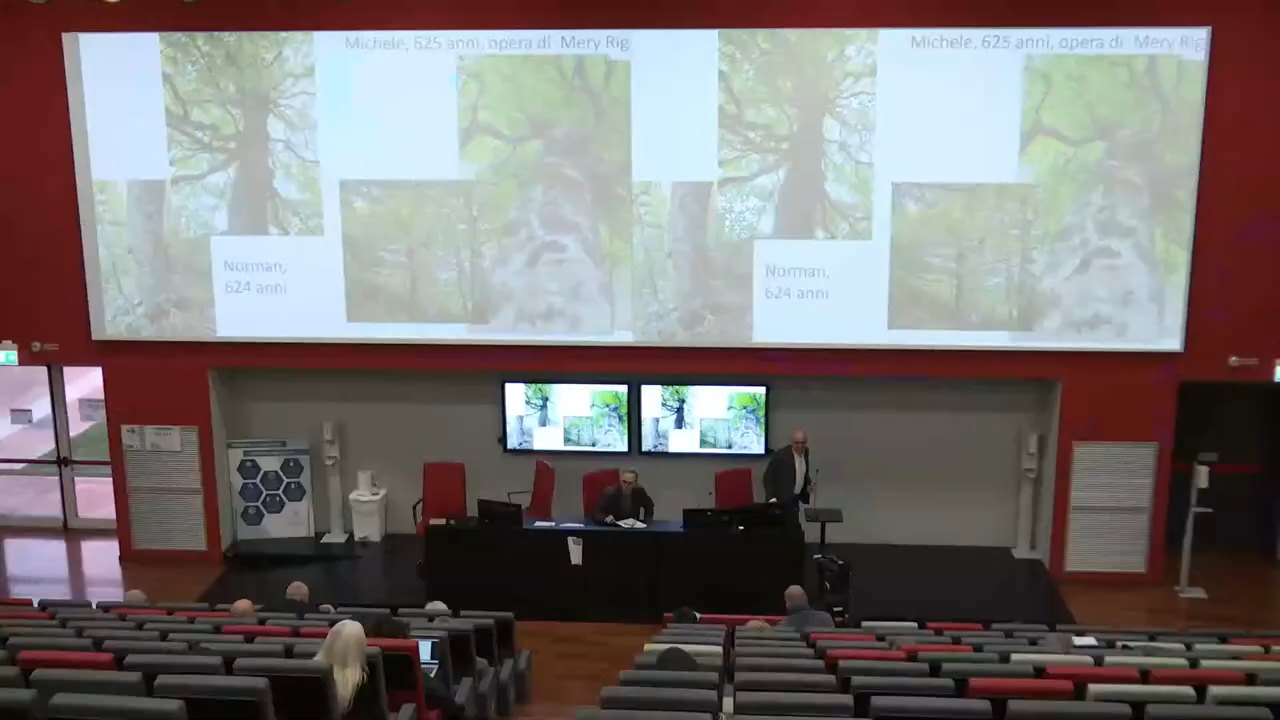 Michele, 625 anni, opera di Mery Rig
Michele, 625 anni, opera di Mery Rig
Norman,
624 anni
Norman,
624 anni